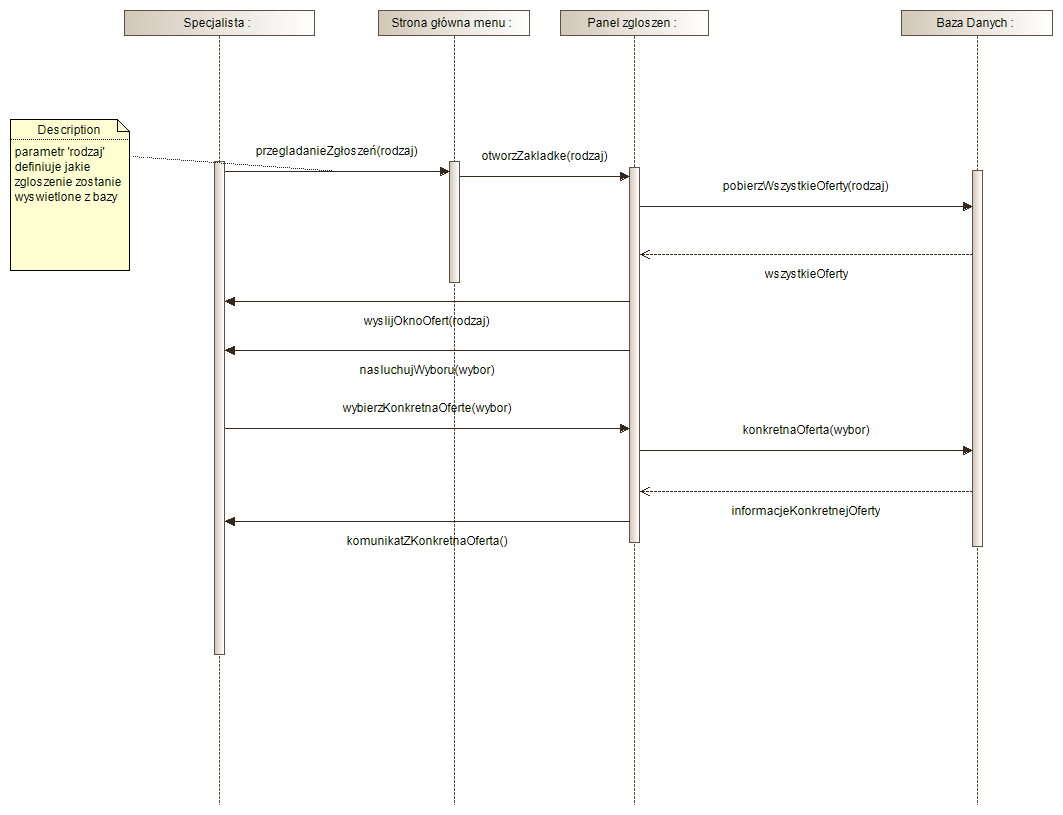 Specjalista :
Strona główna menu :
Panel zgloszen :
Baza Danych :
Description
parametr 'rodzaj'
definiuje jakie
zgloszenie zostanie
wyswietlone z bazy
przegladanieZgłoszeń(rodzaj)
otworzZakladke(rodzaj)
pobierzWszystkieOferty(rodzaj)
wszystkieOferty
wyslijOknoOfert(rodzaj)
nasluchujWyboru(wybor)
wybierzKonkretnaOferte(wybor)
konkretnaOferta(wybor)
informacjeKonkretnejOferty
komunikatZKonkretnaOferta()